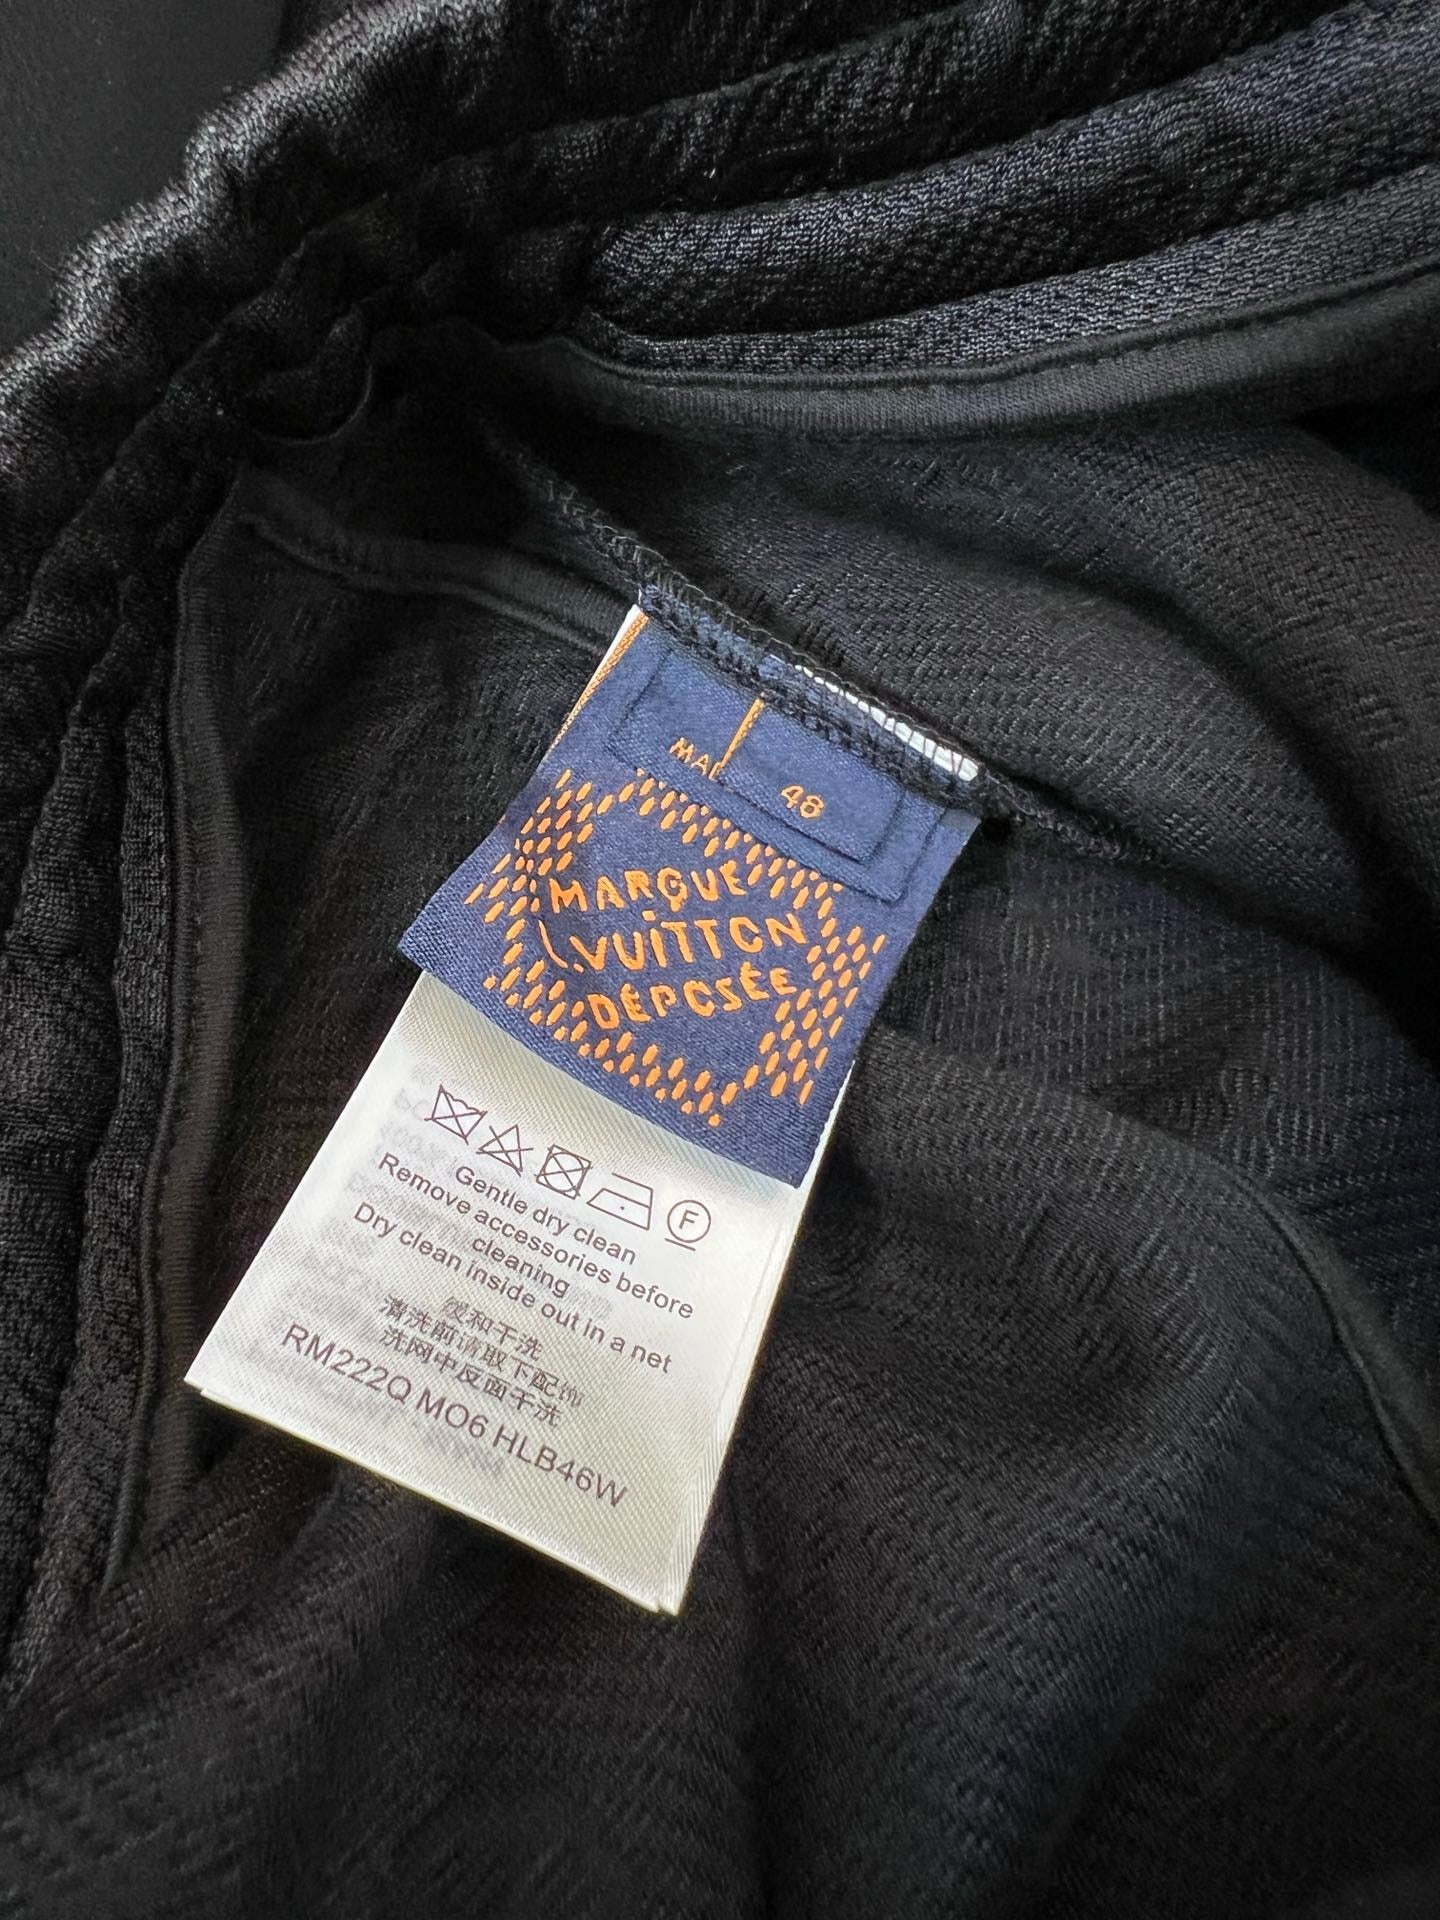 48
MARQUE
L.VUITTON
DÉPOSÉE
F
Gentle dry clean
Remove accessories before
cleaning
Dry clean inside out in a net
缓和干洗
清洗前请取下配饰
洗网中反面干洗
RM222Q MO6 HLB46W